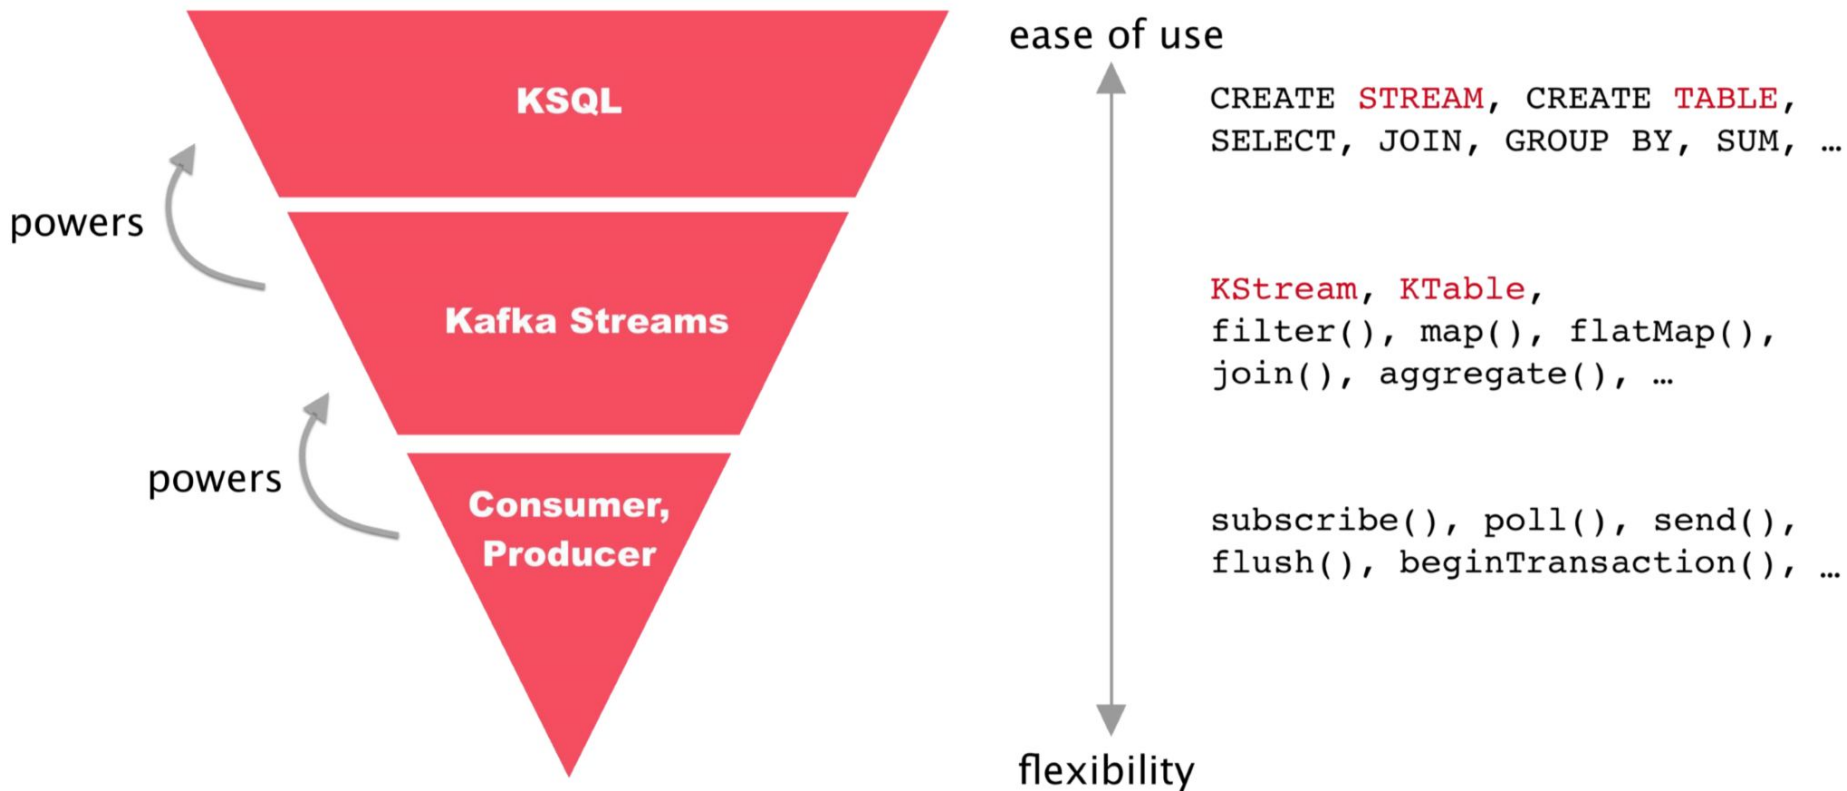 KSQL
powers
Kafka Streams
powers
Consumer,
Producer
ease of use
CREATE STREAM, CREATE TABLE,
SELECT, JOIN, GROUP BY, SUM, …
KStream, KTable,
filter(), map(), flatMap(),
join(), aggregate(), …
subscribe(), poll(), send(),
flush(), beginTransaction(), …
flexibility